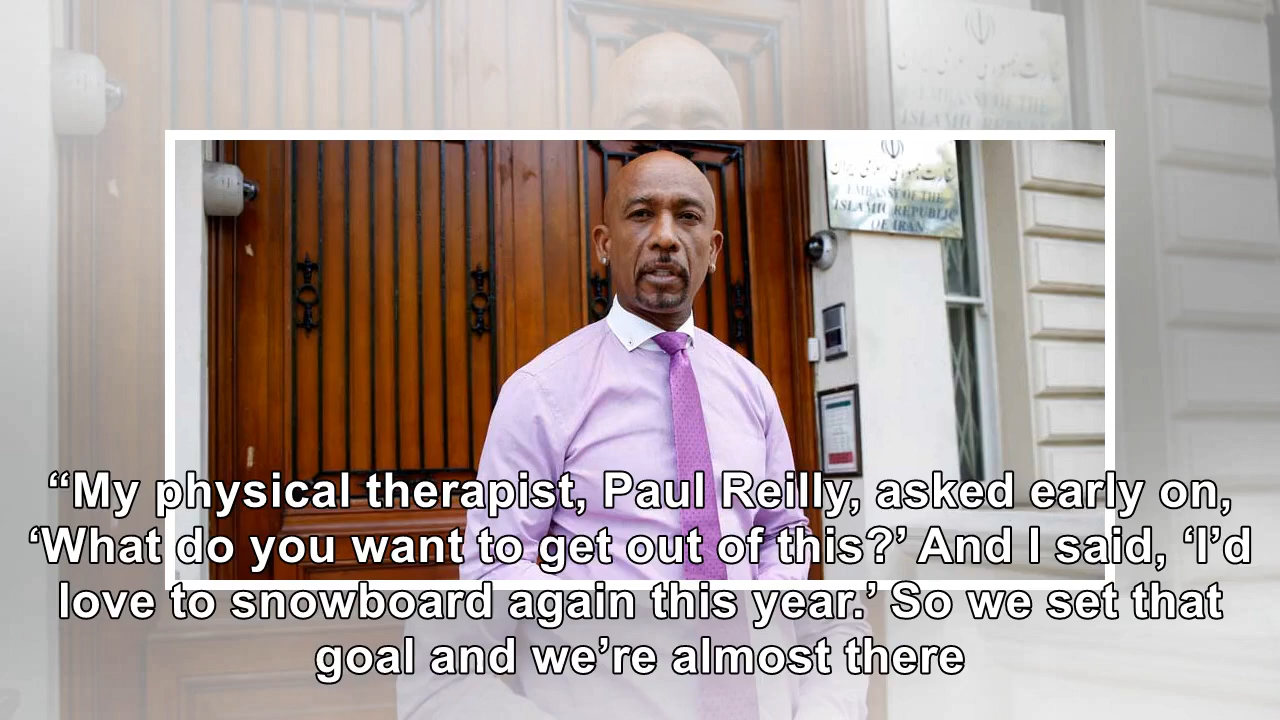 EMBASSY OF THE
ISLAMIC REPUBLIC
OF IRAN
“My physical therapist, Paul Reilly, asked early on,
‘What do you want to get out of this?’ And I said, ‘I’d
love to snowboard again this year.’ So we set that
goal and we’re almost there